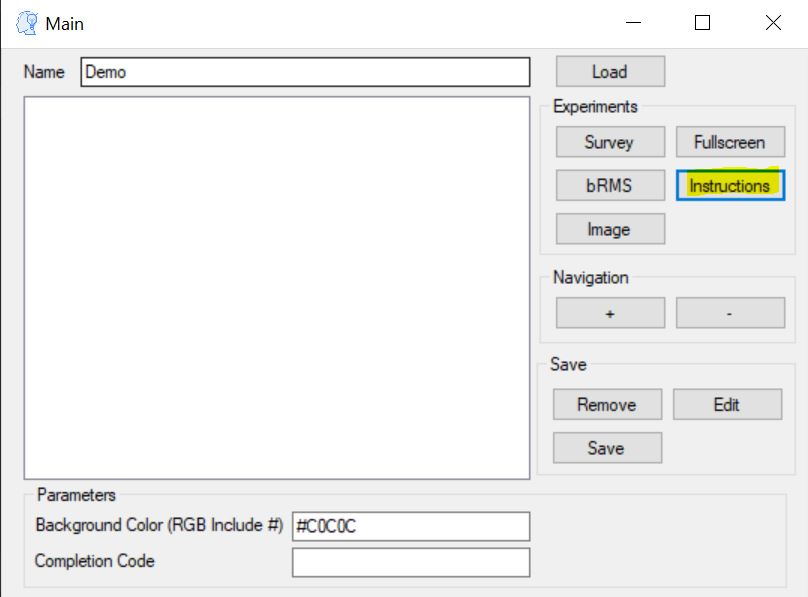 Main
Name Demo Load
Experiments
Survey Fullscreen
bRMS Instructions
Image
Navigation
+ -
Save
Remove Edit
Save
Parameters
Background Color (RGB Include #) #C0C0C
Completion Code